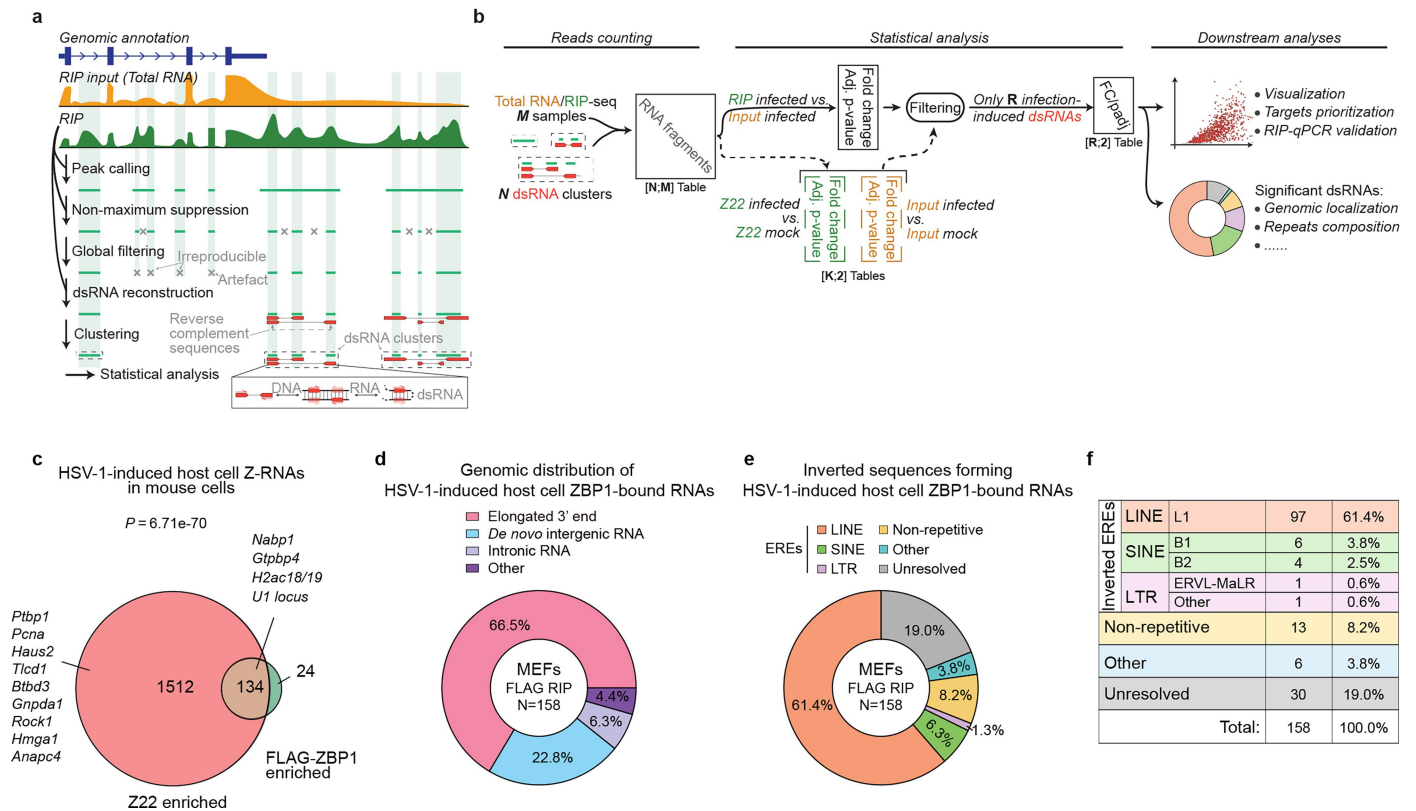 a
Genomic annotation
RIP input (Total RNA)
RIP
Peak calling
Non-maximum suppression
Global filtering
Irreproducible
Artefact
dsRNA reconstruction
Reverse
complement
sequences
Clustering
dsRNA clusters
Statistical analysis
DNA
RNA
dsRNA
b
Reads counting
Statistical analysis
Downstream analyses
Total RNA/RIP-seq
M samples
N dsRNA clusters
RNA fragments
[N;M] Table
RIP infected vs.
Input infected
Fold change
Adj. p-value
Filtering
Only R infection-
induced dsRNAs
FC/padj
[R;2] Table
Z22 infected
vs.
Z22 mock
Fold change
Adj. p-value
Fold change
Adj. p-value
Input infected
vs.
Input mock
[K;2] Tables
• Visualization
• Targets prioritization
• RIP-qPCR validation
Significant dsRNAs:
• Genomic localization
• Repeats composition
• ......
c
HSV-1-induced host cell Z-RNAs
in mouse cells
P = 6.71e-70
Nabp1
Gtpbp4
H2ac18/19
U1 locus
Ptbp1
Pcna
Haus2
Tlcd1
Btbd3
Gnpda1
Rock1
Hmga1
Anapc4
1512
134
24
FLAG-ZBP1
enriched
Z22 enriched
d
Genomic distribution of
HSV-1-induced host cell ZBP1-bound RNAs
Elongated 3' end
De novo intergenic RNA
Intronic RNA
Other
66.5%
4.4%
6.3%
22.8%
MEFs
FLAG RIP
N=158
e
Inverted sequences forming
HSV-1-induced host cell ZBP1-bound RNAs
EREs
LINE
SINE
LTR
Non-repetitive
Other
Unresolved
19.0%
3.8%
8.2%
1.3%
6.3%
61.4%
MEFs
FLAG RIP
N=158
f
Inverted EREs
LINE L1 97 61.4%
SINE B1 6 3.8%
B2 4 2.5%
LTR ERVL-MaLR 1 0.6%
Other 1 0.6%
Non-repetitive 13 8.2%
Other 6 3.8%
Unresolved 30 19.0%
Total: 158 100.0%